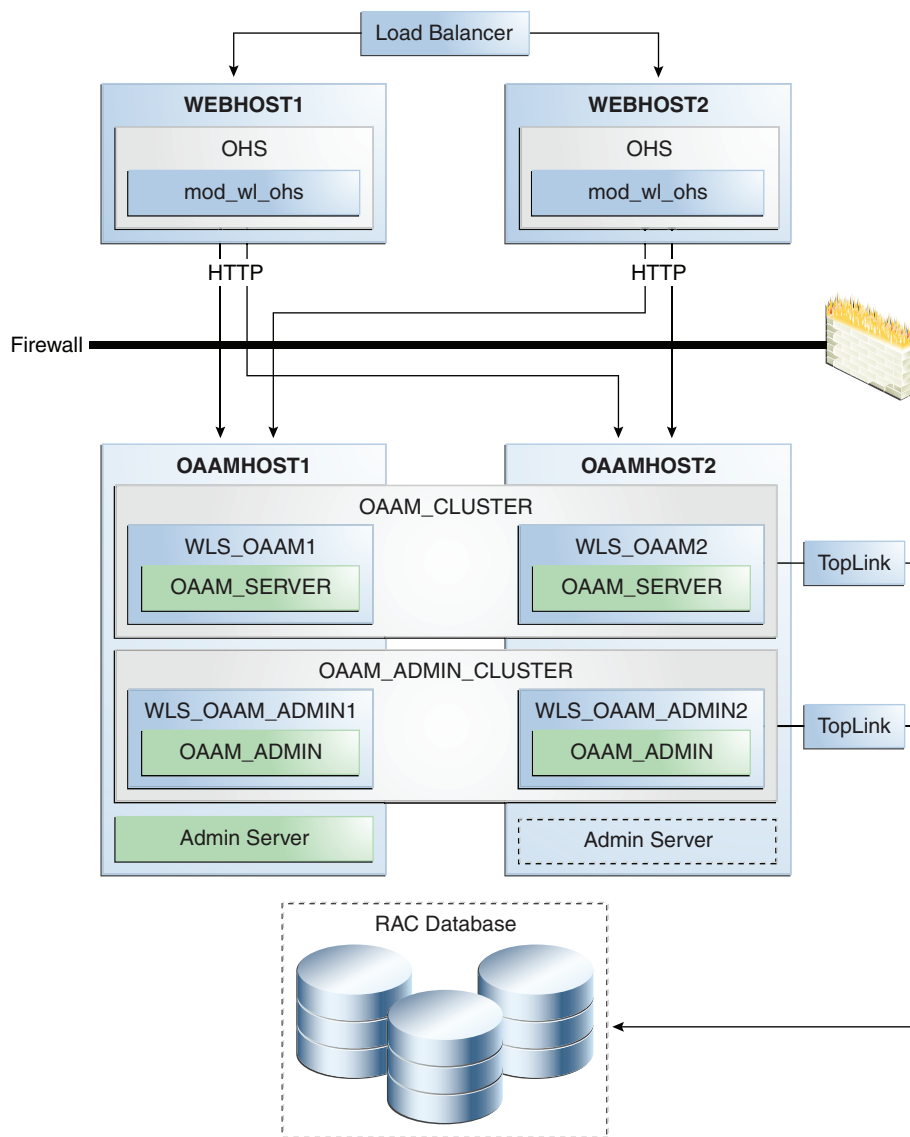 Load Balancer
WEBHOST1
WEBHOST2
OHS
OHS
mod_wl_ohs
mod_wl_ohs
HTTP
HTTP
Firewall
OAAMHOST1
OAAMHOST2
OAAM_CLUSTER
WLS_OAAM1
WLS_OAAM2
TopLink
OAAM_SERVER
OAAM_SERVER
OAAM_ADMIN_CLUSTER
WLS_OAAM_ADMIN1
WLS_OAAM_ADMIN2
TopLink
OAAM_ADMIN
OAAM_ADMIN
Admin Server
Admin Server
RAC Database